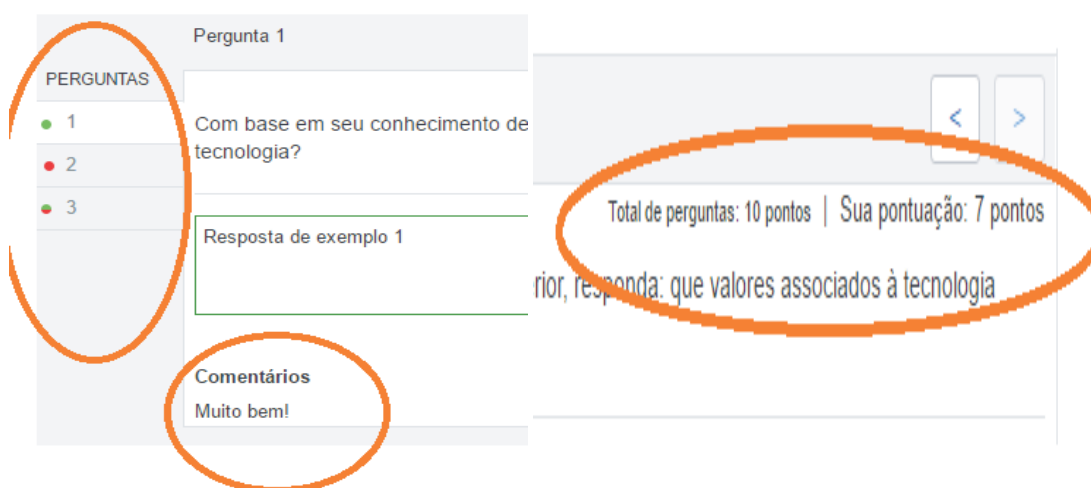 Pergunta 1
PERGUNTAS
1
2
3
Com base em seu conhecimento de
tecnologia?
Resposta de exemplo 1
Comentários
Muito bem!
<
>
Total de perguntas: 10 pontos | Sua pontuação: 7 pontos
rior, responda: que valores associados à tecnologia